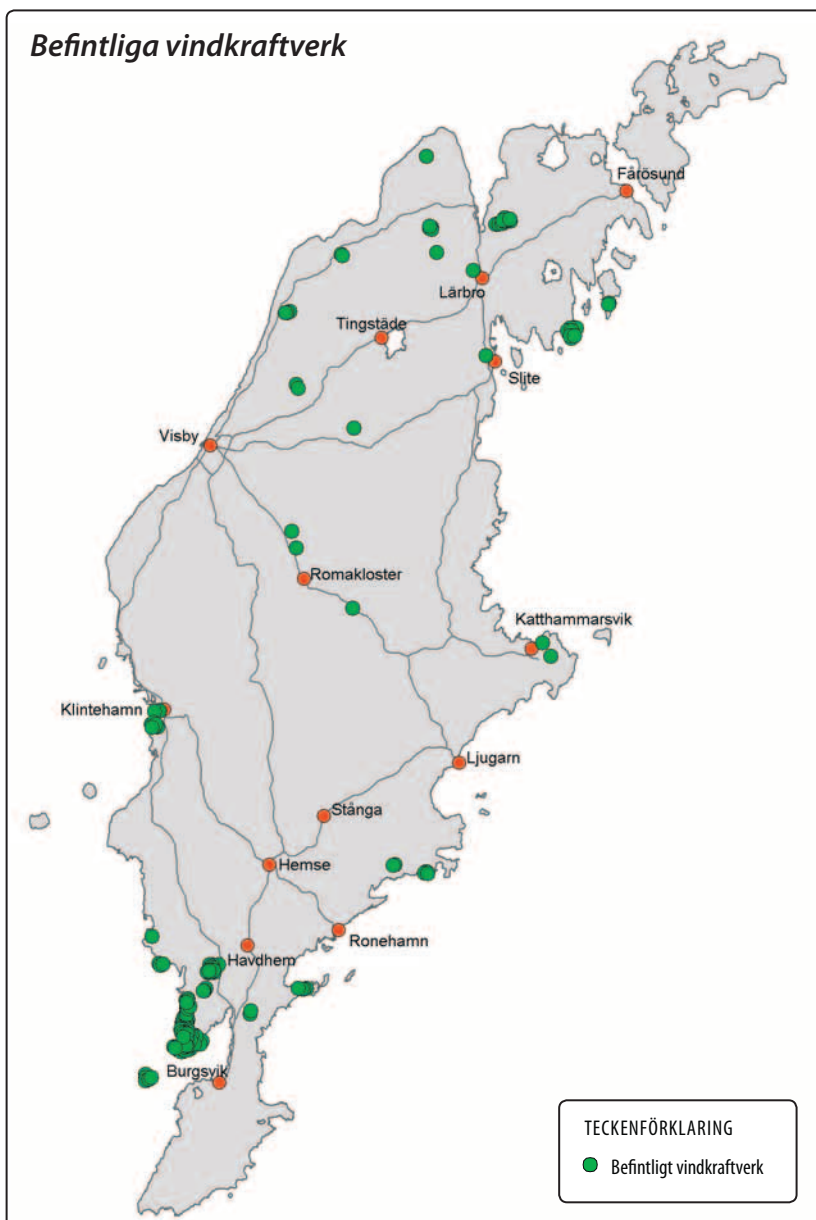 Befintliga vindkraftverk
Fårösund
Lärbro
Tingstäde
Slite
Visby
Romakloster
Katthammarsvik
Klintehamn
Ljugarn
Stånga
Hemse
Ronehamn
Havdhem
Burgsvik
TECKENFÖRKLARING
Befintligt vindkraftverk